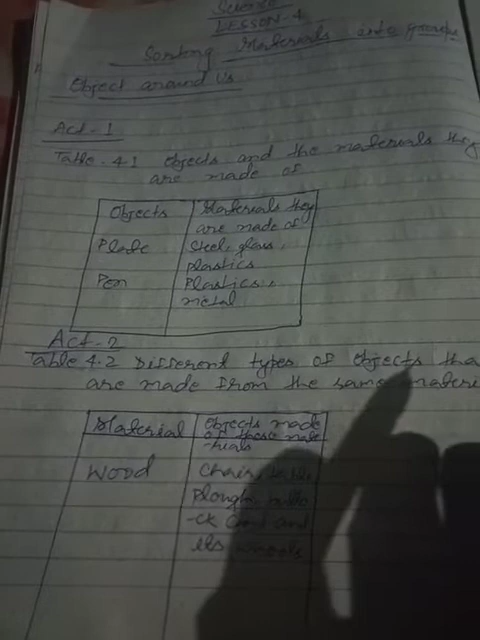 Science
LESSON-4
Sorting Materials into groups
Object around us
Act-1
Table-4.1 Objects and the materials they
are made of
Objects
Materials they
are made of
Plate
Steel, glass,
plastics
Pen
Plastics,
metal
Act-2
Table 4.2 Different types of Objects tha
are made from the same materi
Material
Objects made
of these mate
-rials
Wood
Chair, table,
Plough, bullo
-ck Cart and
its wheels